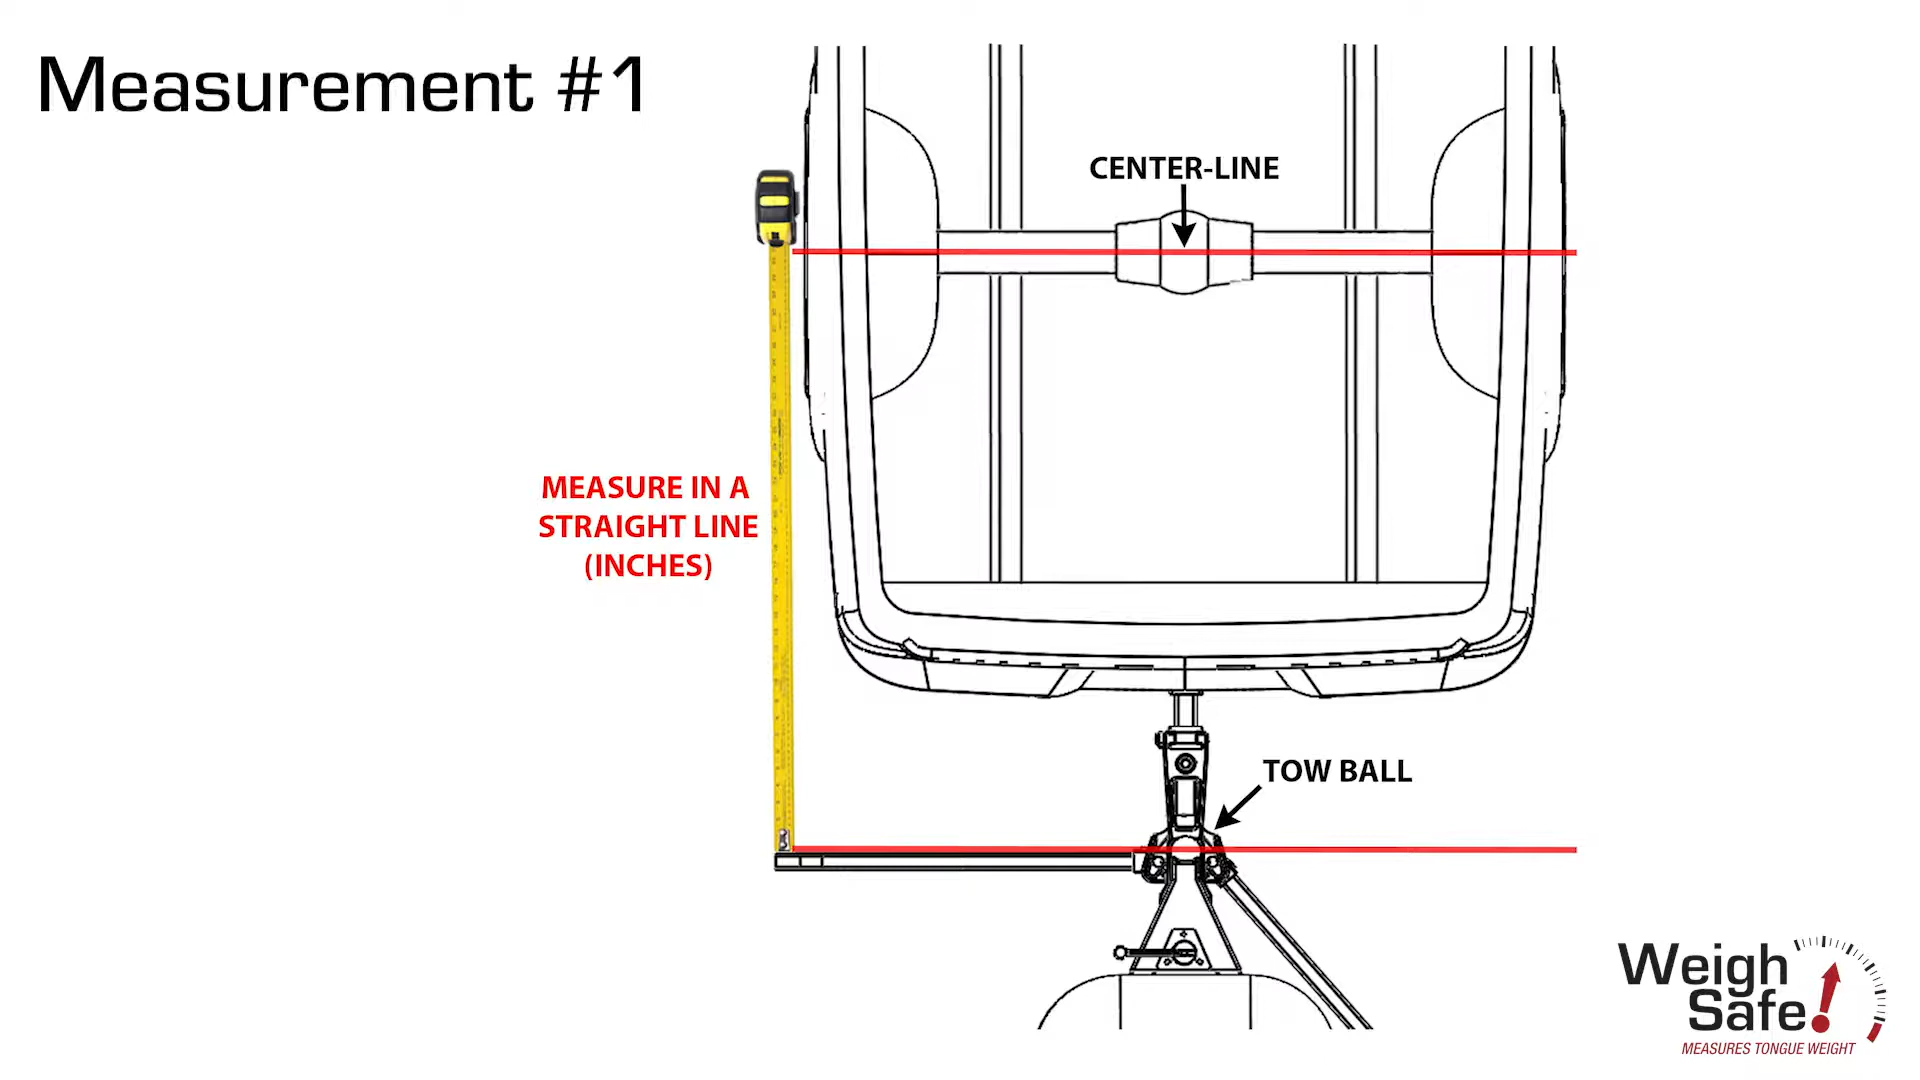 Measurement #1
CENTER-LINE
MEASURE IN A
STRAIGHT LINE
(INCHES)
TOW BALL
Weigh
Safe!
MEASURES TONGUE WEIGHT